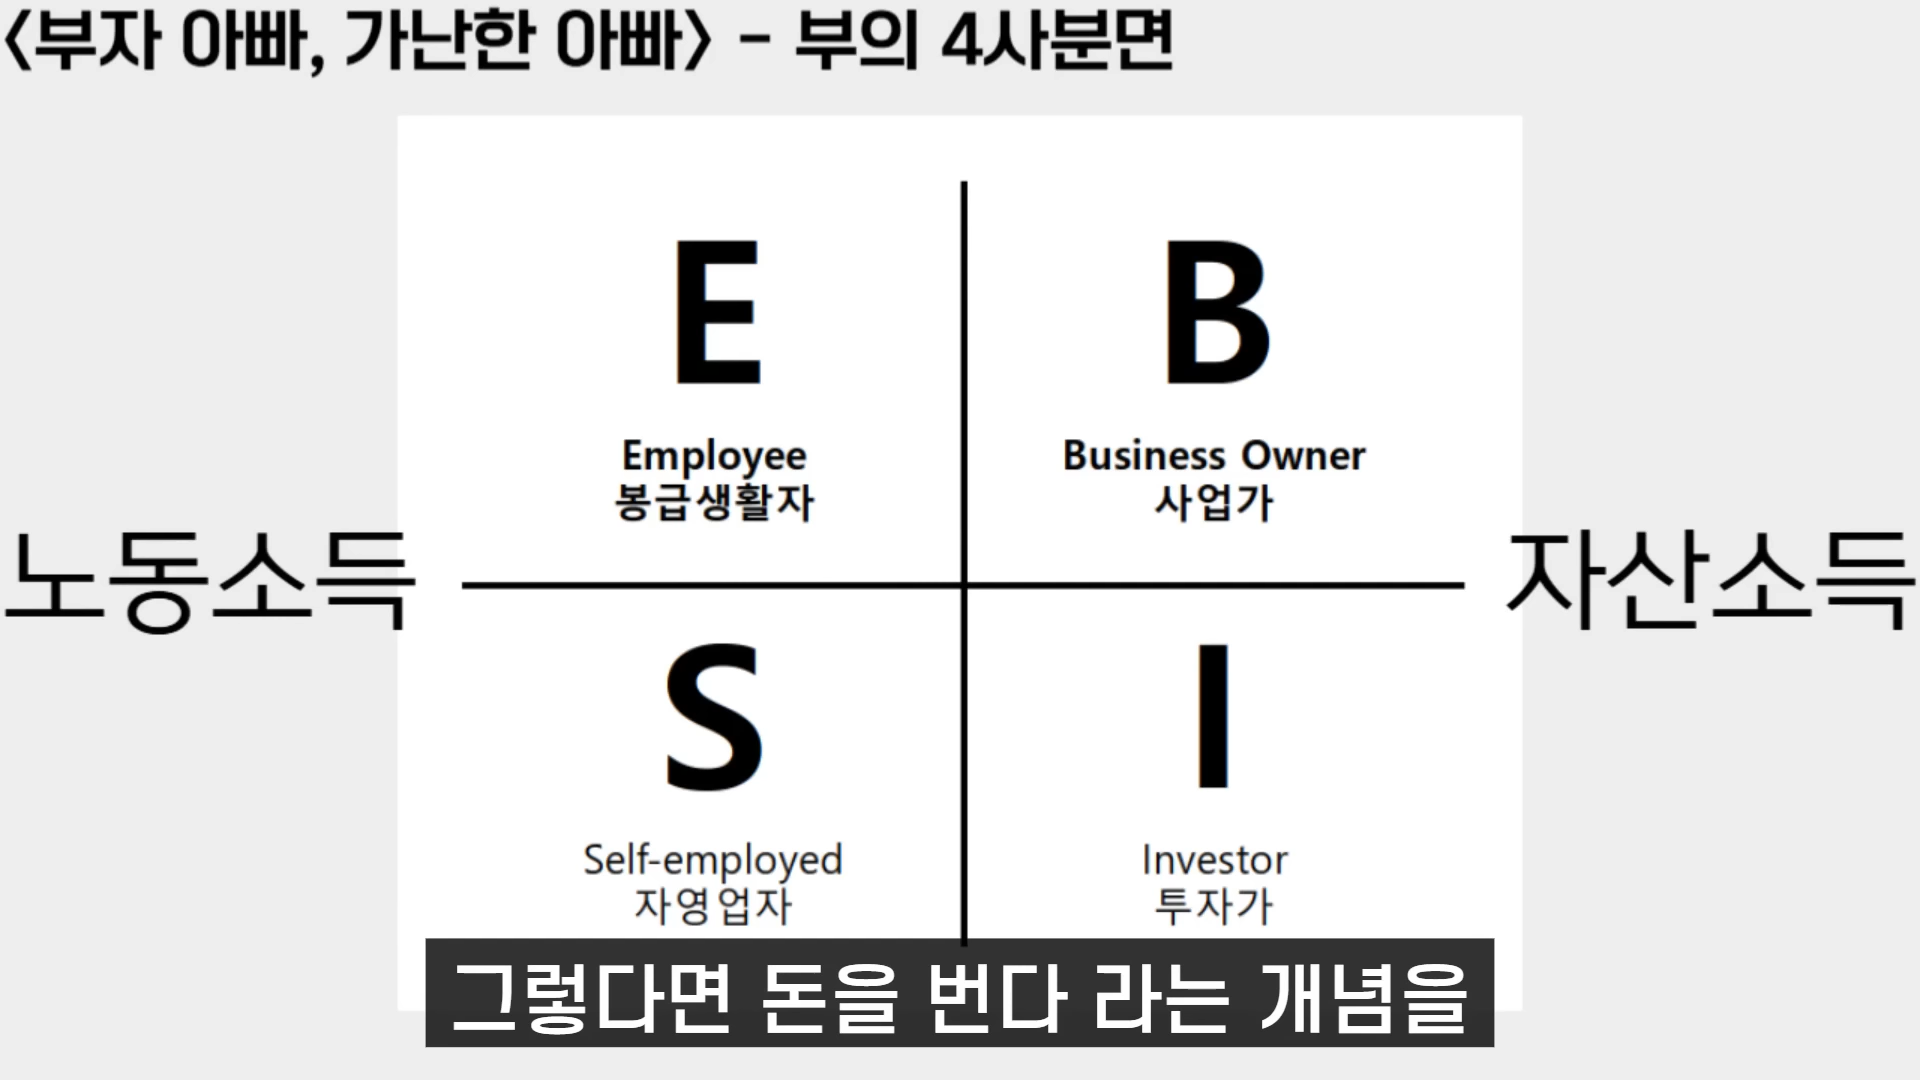 <부자 아빠, 가난한 아빠> - 부의 4사분면
E
Employee
봉급생활자
B
Business Owner
사업가
노동소득
자산소득
S
Self-employed
자영업자
I
Investor
투자가
그렇다면 돈을 번다 라는 개념을